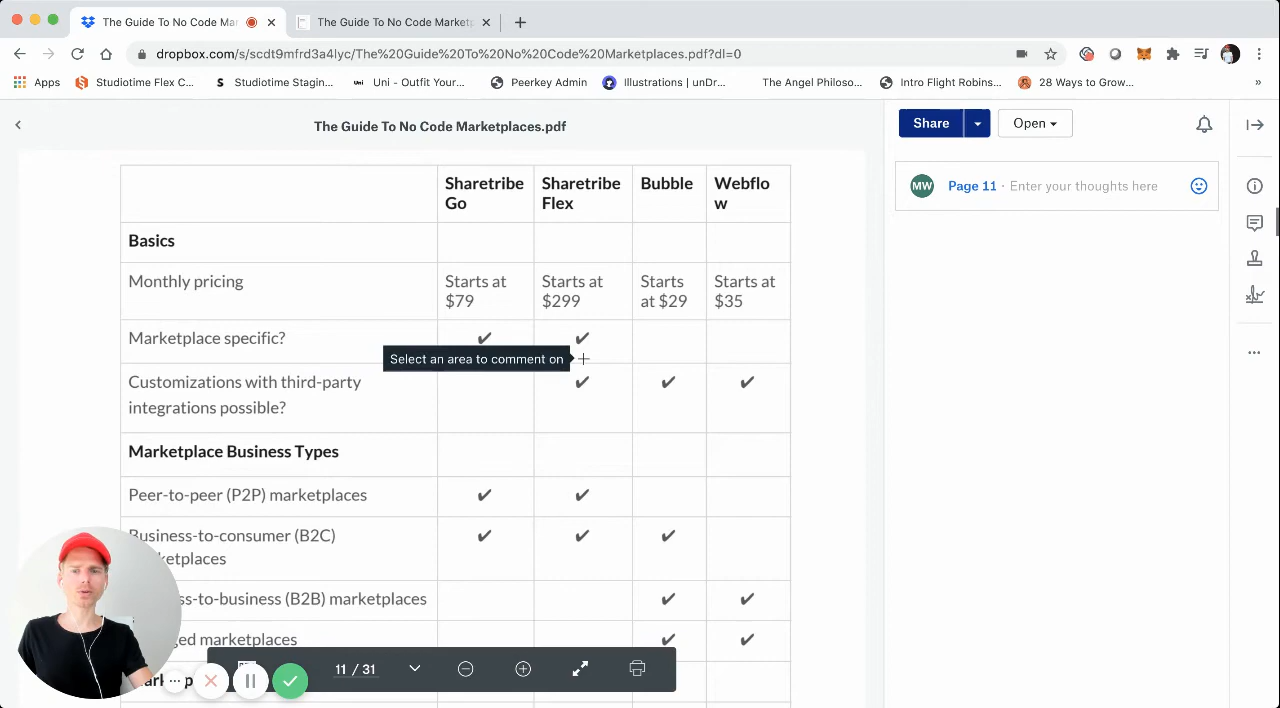 The Guide To No Code Mar
The Guide To No Code Market
dropbox.com/s/scdt9mfrd3a4lyc/The%20Guide%20To%20No%20Code%20Marketplaces.pdf?dl=0
Apps Studiotime Flex C... Studiotime Stagin... Uni - Outfit Your... Peerkey Admin Illustrations | unDr... The Angel Philoso... Intro Flight Robins... 28 Ways to Grow... »
The Guide To No Code Marketplaces.pdf
Share Open
MW Page 11 · Enter your thoughts here
Sharetribe Go Sharetribe Flex Bubble Webflo w
Basics
Monthly pricing Starts at $79 Starts at $299 Starts at $29 Starts at $35
Marketplace specific? ✔ ✔
Select an area to comment on
Customizations with third-party ✔ ✔ ✔
integrations possible?
Marketplace Business Types
Peer-to-peer (P2P) marketplaces ✔ ✔
Business-to-consumer (B2C) ✔ ✔ ✔
etplaces
ss-to-business (B2B) marketplaces ✔ ✔
ged marketplaces ✔ ✔
11 / 31